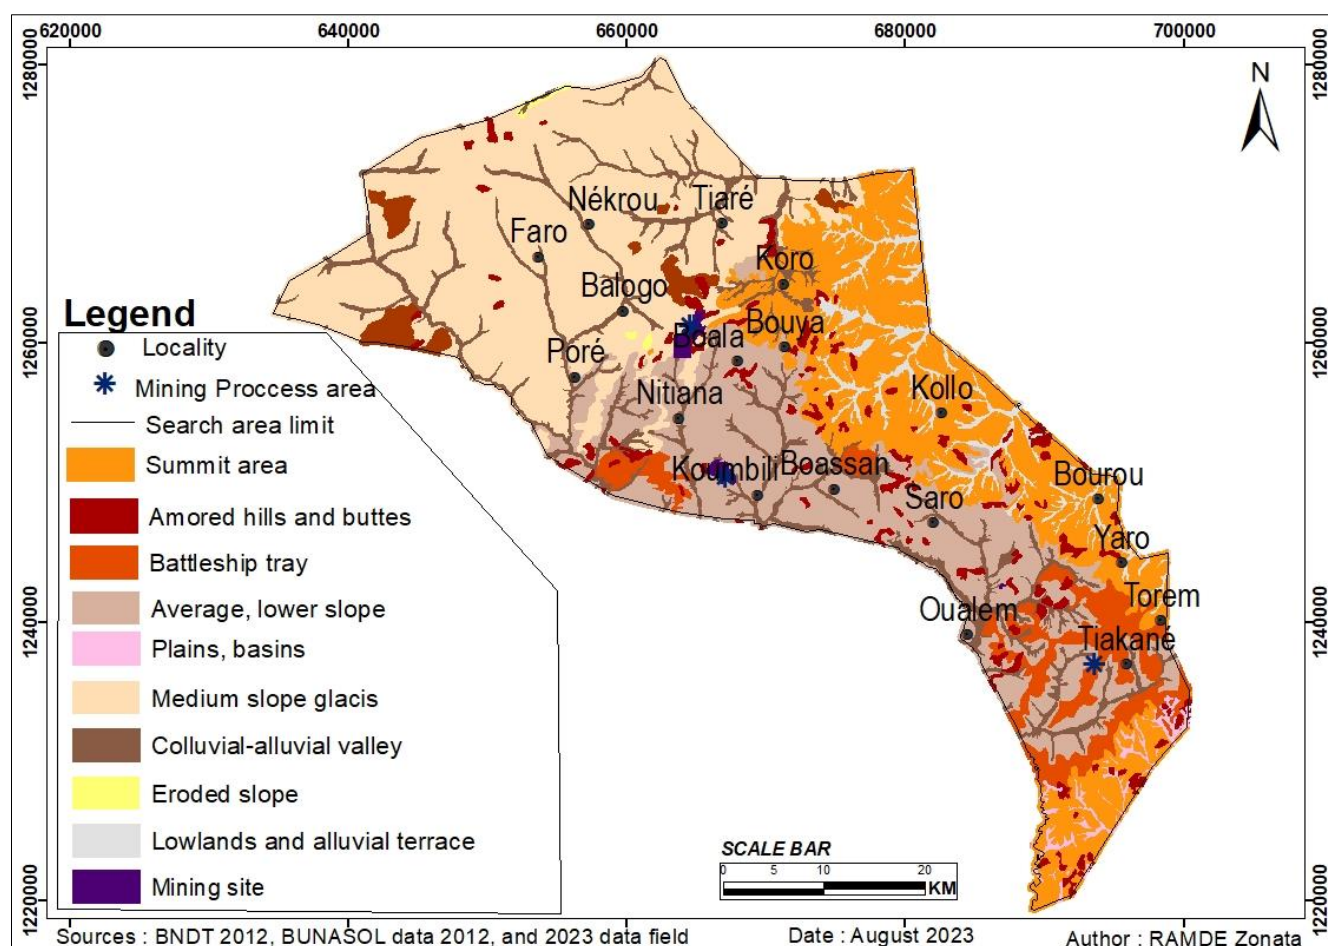 620000 640000 660000 680000 700000
1280000 1280000
N
Nékrou Tiaré
Faro
Koro
Balogo
Legend
1260000 1260000
Bouya
Boala
Locality
Poré
Mining Proccess area
Nitiana
Kollo
Search area limit
Summit area
Koumbili Boassan
Bourou
Saro
Amored hills and buttes
Yaro
Battleship tray
Torem
Average, lower slope
Oualem
1240000 1240000
Tiakané
Plains, basins
Medium slope glacis
Colluvial-alluvial valley
Eroded slope
Lowlands and alluvial terrace
SCALE BAR
0 5 10 20
KM
Mining site
1220000 1220000
Sources : BNDT 2012, BUNASOL data 2012, and 2023 data field Date : August 2023 Author : RAMDE Zonata